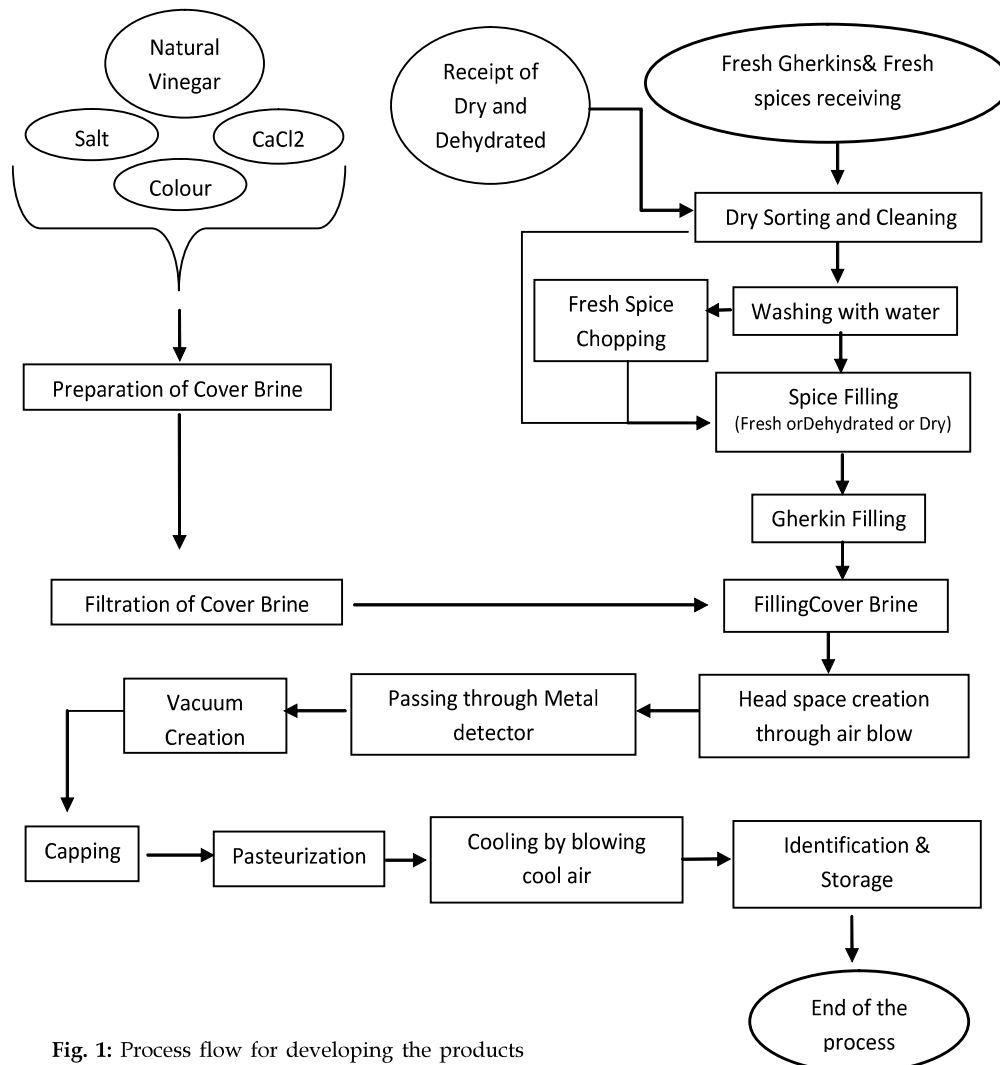 Natural
Vinegar
Salt
CaCl2
Colour
Receipt of
Dry and
Dehydrated
Fresh Gherkins& Fresh
spices receiving
Dry Sorting and Cleaning
Washing with water
Fresh Spice
Chopping
Spice Filling
(Fresh orDehydrated or Dry)
Gherkin Filling
Preparation of Cover Brine
Filtration of Cover Brine
FillingCover Brine
Head space creation
through air blow
Passing through Metal
detector
Vacuum
Creation
Capping
Pasteurization
Cooling by blowing
cool air
Identification &
Storage
End of the
process
Fig. 1: Process flow for developing the products